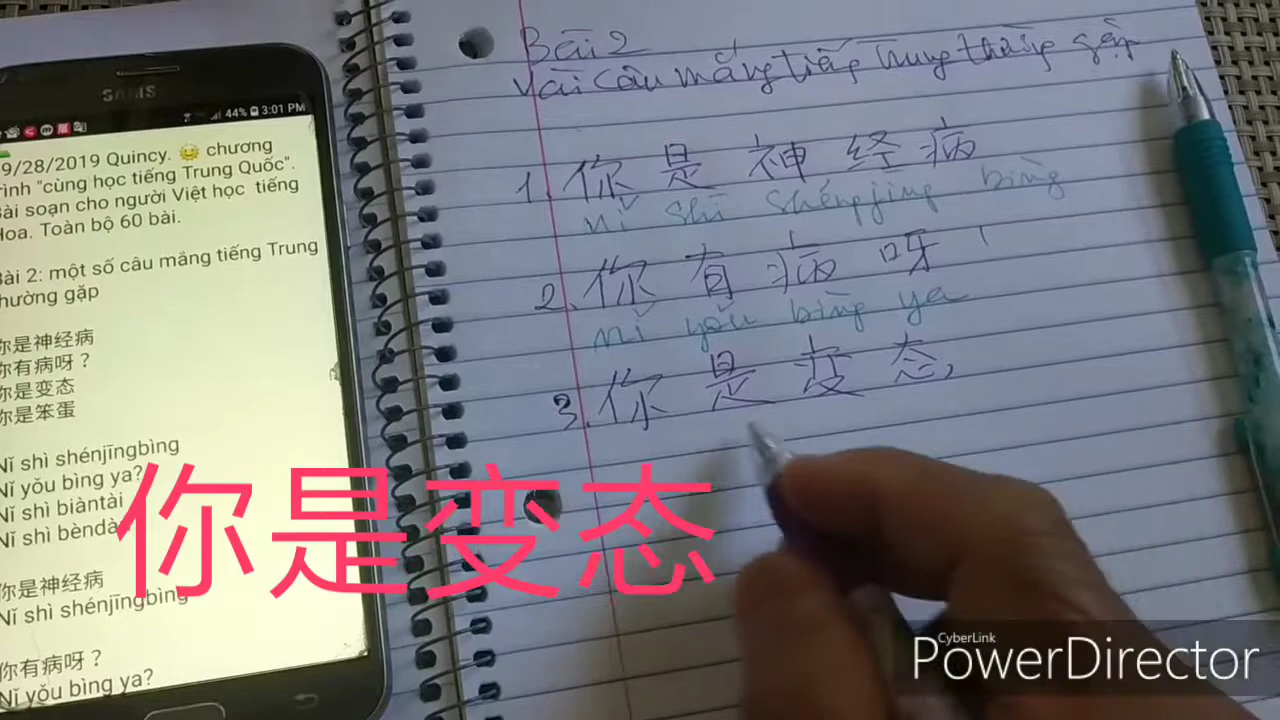 SAMS
44% 3:01 PM
9/28/2019 Quincy. 😊 chương
rình "cùng học tiếng Trung Quốc".
Bài soạn cho người Việt học tiếng
Hoa. Toàn bộ 60 bài.
Bài 2: một số câu mắng tiếng Trung
thường gặp
你是神经病
你有病呀？
你是变态
你是笨蛋
Nǐ shì shénjīngbìng
Nǐ yǒu bìng ya?
Nǐ shì biàntài
Nǐ shì bèndà
你是神经病
Nǐ shì shénjīngbìng
你有病呀？
Nǐ yǒu bìng ya?
Bài 2
Vài câu mắng tiếng Trung thường gặp
1. 你是神经病
nǐ shì shénjīng bìng
2. 你有病呀
nǐ yǒu bìng ya
3. 你是变态
你是变态
CyberLink
PowerDirector